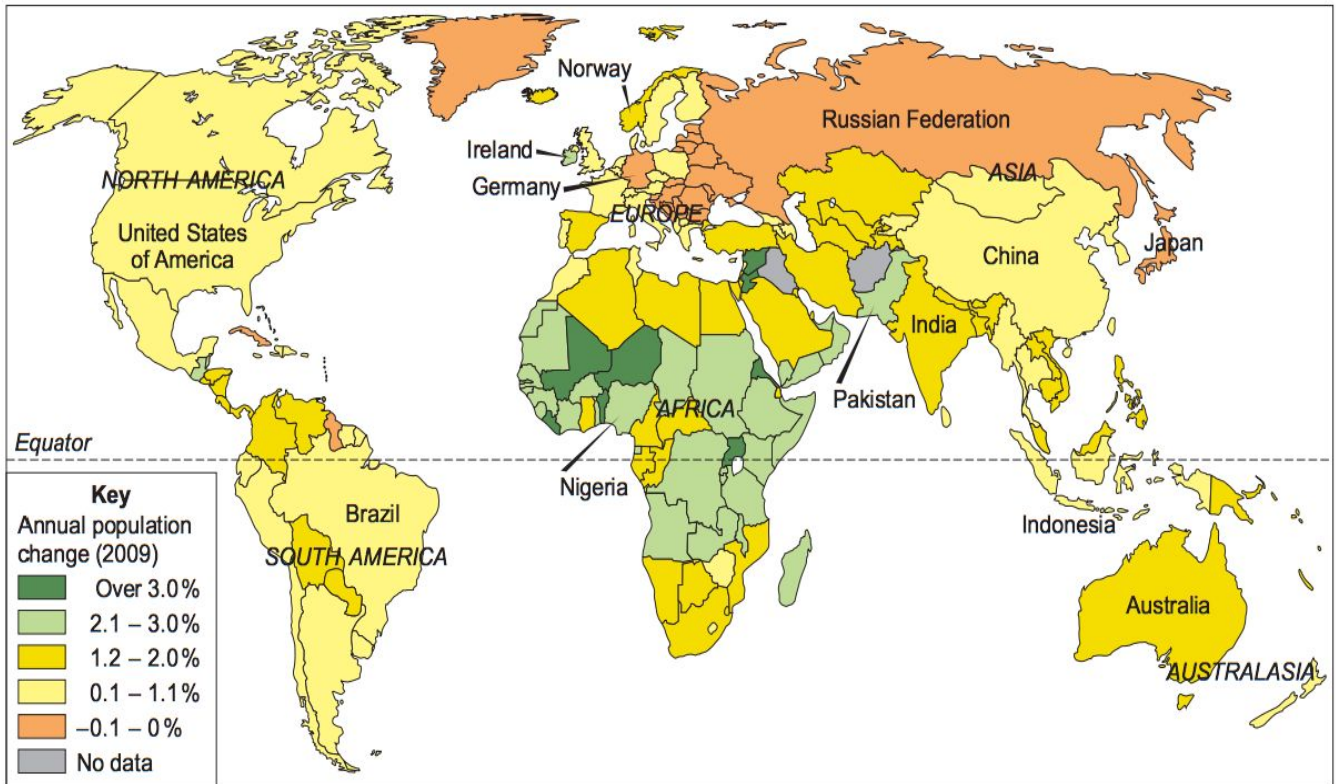 Norway
Russian Federation
Ireland
NORTH AMERICA
Germany
ASIA
EUROPE
United States
of America
China
Japan
India
AFRICA
Pakistan
Equator
Nigeria
Key
Annual population
change (2009)
Over 3.0%
2.1 – 3.0%
1.2 – 2.0%
0.1 – 1.1%
–0.1 – 0%
No data
Brazil
SOUTH AMERICA
Indonesia
Australia
AUSTRALASIA